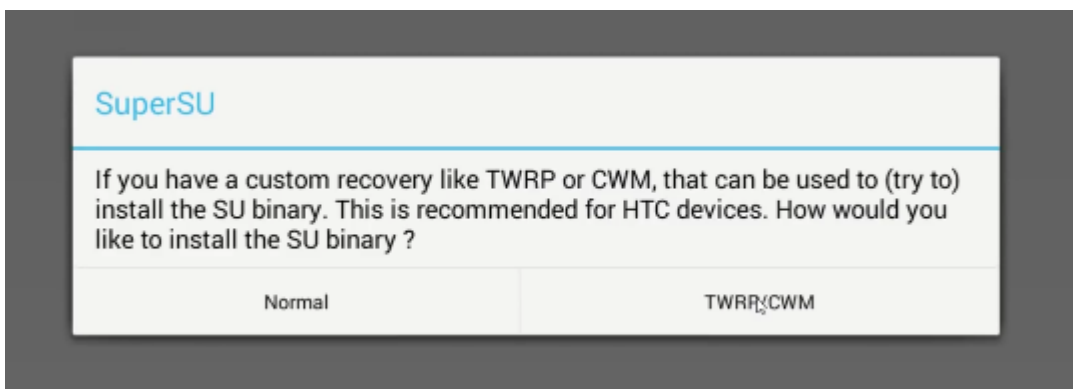 SuperSU
If you have a custom recovery like TWRP or CWM, that can be used to (try to)
install the SU binary. This is recommended for HTC devices. How would you
like to install the SU binary ?
Normal
TWRP/CWM